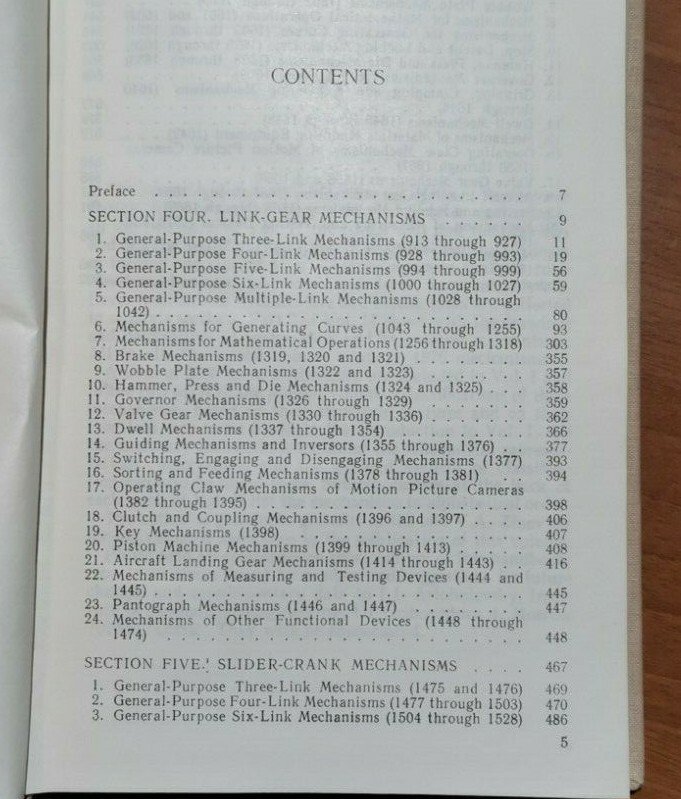 CONTENTS
Preface . . . . . . . . . . . . . . . . . . . . . . . . . . 7
SECTION FOUR. LINK-GEAR MECHANISMS . . . . . . 9
1. General-Purpose Three-Link Mechanisms (913 through 927) 11
2. General-Purpose Four-Link Mechanisms (928 through 993) 19
3. General-Purpose Five-Link Mechanisms (994 through 999) 56
4. General-Purpose Six-Link Mechanisms (1000 through 1027) 59
5. General-Purpose Multiple-Link Mechanisms (1028 through
1042) . . . . . . . . . . . . . . . . . . . . . . . . 80
6. Mechanisms for Generating Curves (1043 through 1255) 93
7. Mechanisms for Mathematical Operations (1256 through 1318) 303
8. Brake Mechanisms (1319, 1320 and 1321) . . . . . . . . 355
9. Wobble Plate Mechanisms (1322 and 1323) . . . . . . . 357
10. Hammer, Press and Die Mechanisms (1324 and 1325) . . . 358
11. Governor Mechanisms (1326 through 1329) . . . . . . . 359
12. Valve Gear Mechanisms (1330 through 1336) . . . . . . 362
13. Dwell Mechanisms (1337 through 1354) . . . . . . . . 366
14. Guiding Mechanisms and Inversors (1355 through 1376) . . 377
15. Switching, Engaging and Disengaging Mechanisms (1377) 393
16. Sorting and Feeding Mechanisms (1378 through 1381) . . 394
17. Operating Claw Mechanisms of Motion Picture Cameras
(1382 through 1395) . . . . . . . . . . . . . . . . . 398
18. Clutch and Coupling Mechanisms (1396 and 1397) . . . . 406
19. Key Mechanisms (1398) . . . . . . . . . . . . . . . 407
20. Piston Machine Mechanisms (1399 through 1413) . . . . . 408
21. Aircraft Landing Gear Mechanisms (1414 through 1443) . . 416
22. Mechanisms of Measuring and Testing Devices (1444 and
1445) . . . . . . . . . . . . . . . . . . . . . . . . 445
23. Pantograph Mechanisms (1446 and 1447) . . . . . . . . 447
24. Mechanisms of Other Functional Devices (1448 through
1474) . . . . . . . . . . . . . . . . . . . . . . . 448
SECTION FIVE. SLIDER-CRANK MECHANISMS . . . . 467
1. General-Purpose Three-Link Mechanisms (1475 and 1476) 469
2. General-Purpose Four-Link Mechanisms (1477 through 1503) 470
3. General-Purpose Six-Link Mechanisms (1504 through 1528) 486
5